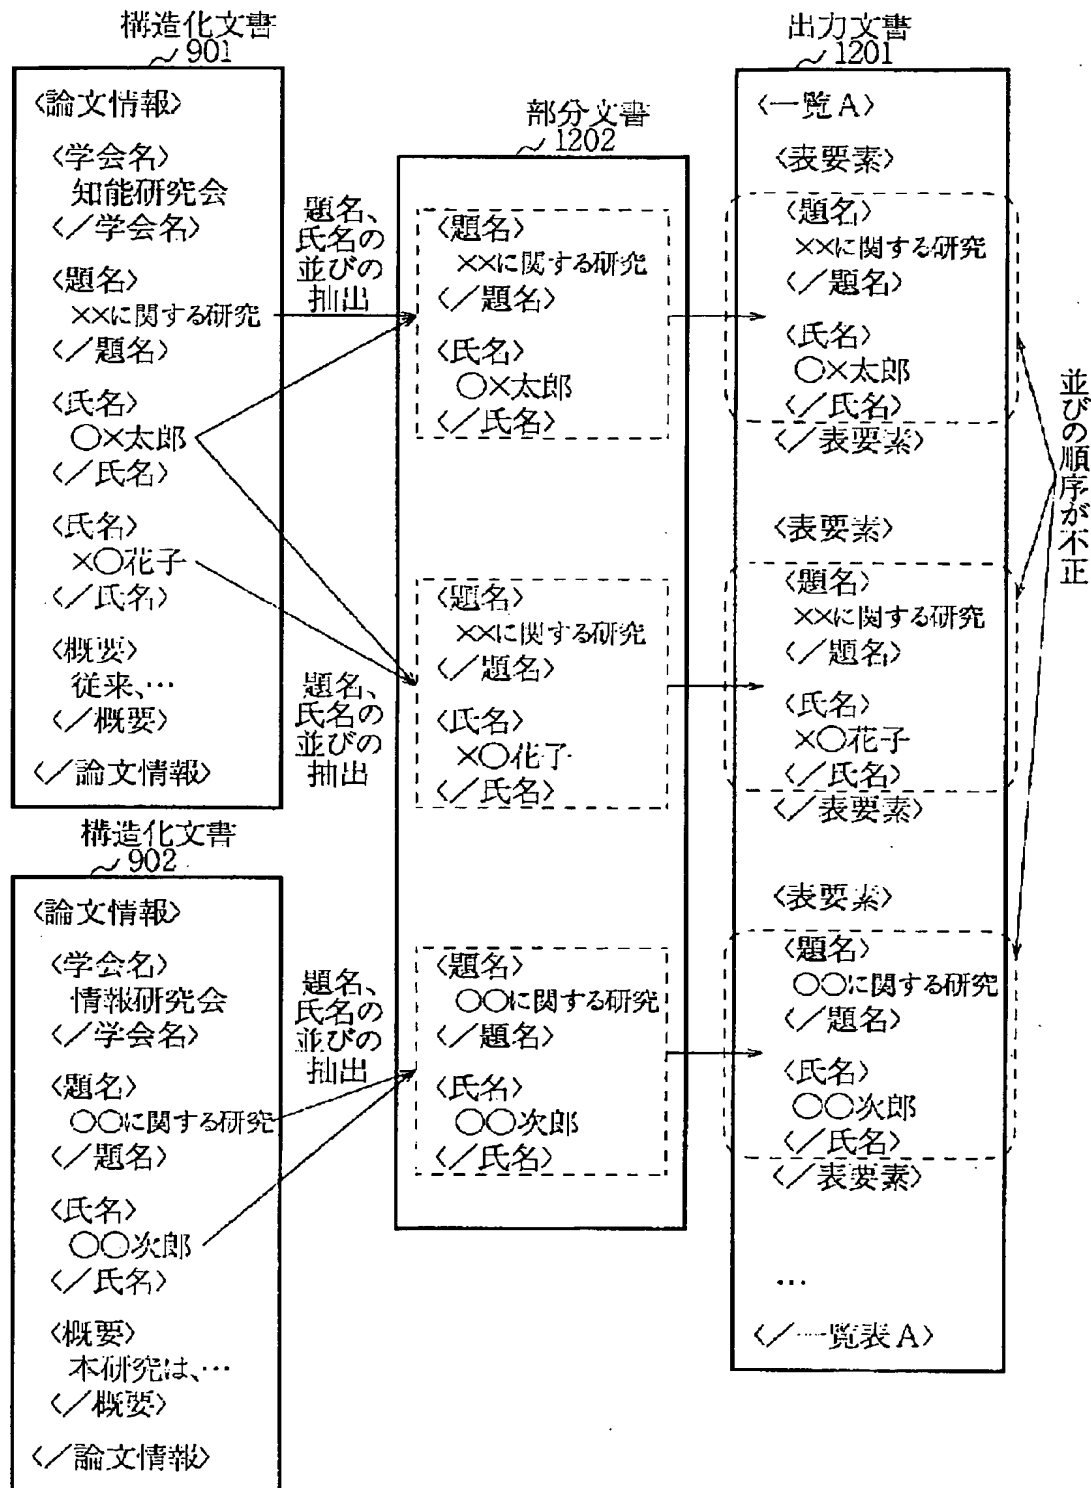 構造化文書
901
<論文情報>
<学会名>
知能研究会
</学会名>
<題名>
××に関する研究
</題名>
<氏名>
○×太郎
</氏名>
<氏名>
×○花子
</氏名>
<概要>
従来、…
</概要>
</論文情報>
構造化文書
902
<論文情報>
<学会名>
情報研究会
</学会名>
<題名>
○○に関する研究
</題名>
<氏名>
○○次郎
</氏名>
<概要>
本研究は、…
</概要>
</論文情報>
題名、
氏名の
並びの
抽出
題名、
氏名の
並びの
抽出
題名、
氏名の
並びの
抽出
部分文書
1202
<題名>
××に関する研究
</題名>
<氏名>
○×太郎
</氏名>
<題名>
××に関する研究
</題名>
<氏名>
×○花子
</氏名>
<題名>
○○に関する研究
</題名>
<氏名>
○○次郎
</氏名>
出力文書
1201
<一覧A>
<表要素>
<題名>
××に関する研究
</題名>
<氏名>
○×太郎
</氏名>
</表要素>
<表要素>
<題名>
××に関する研究
</題名>
<氏名>
×○花子
</氏名>
</表要素>
<表要素>
<題名>
○○に関する研究
</題名>
<氏名>
○○次郎
</氏名>
</表要素>
…
</一覧表A>
並びの順序が不正